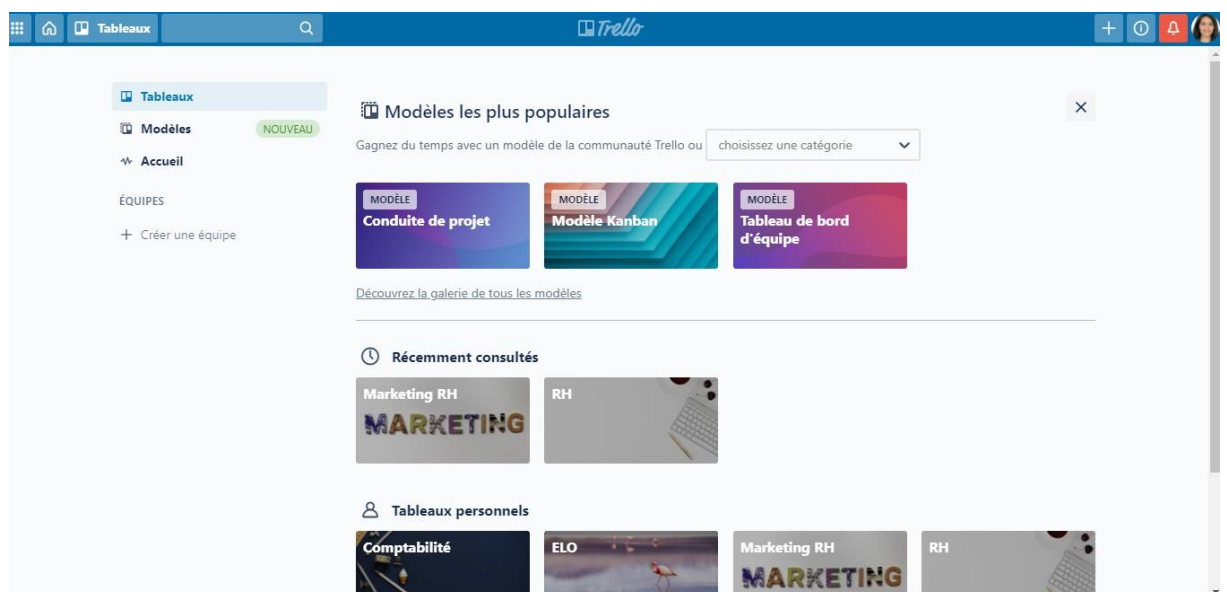 Tableaux
Trello
Tableaux
Modèles NOUVEAU
Accueil
ÉQUIPES
+ Créer une équipe
Modèles les plus populaires
Gagnez du temps avec un modèle de la communauté Trello ou choisissez une catégorie
MODÈLE
Conduite de projet
MODÈLE
Modèle Kanban
MODÈLE
Tableau de bord
d'équipe
Découvrez la galerie de tous les modèles
Récemment consultés
Marketing RH
MARKETING
RH
Tableaux personnels
Comptabilité
ELO
Marketing RH
MARKETING
RH